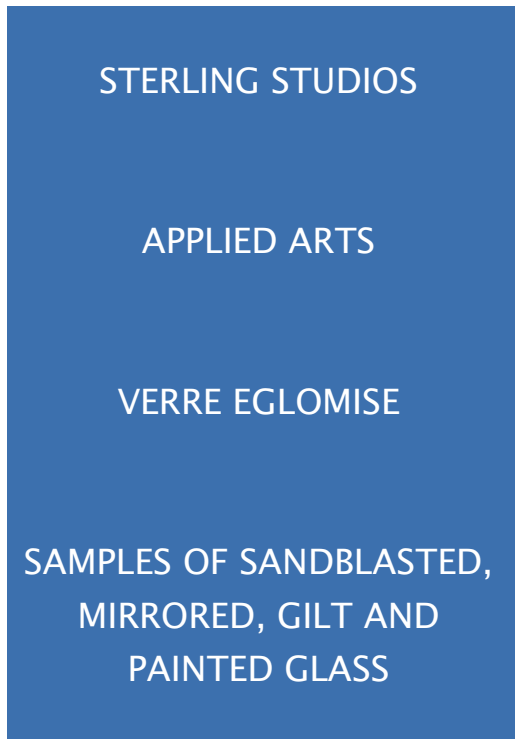 STERLING STUDIOS
APPLIED ARTS
VERRE EGLOMISE
SAMPLES OF SANDBLASTED,
MIRRORED, GILT AND
PAINTED GLASS